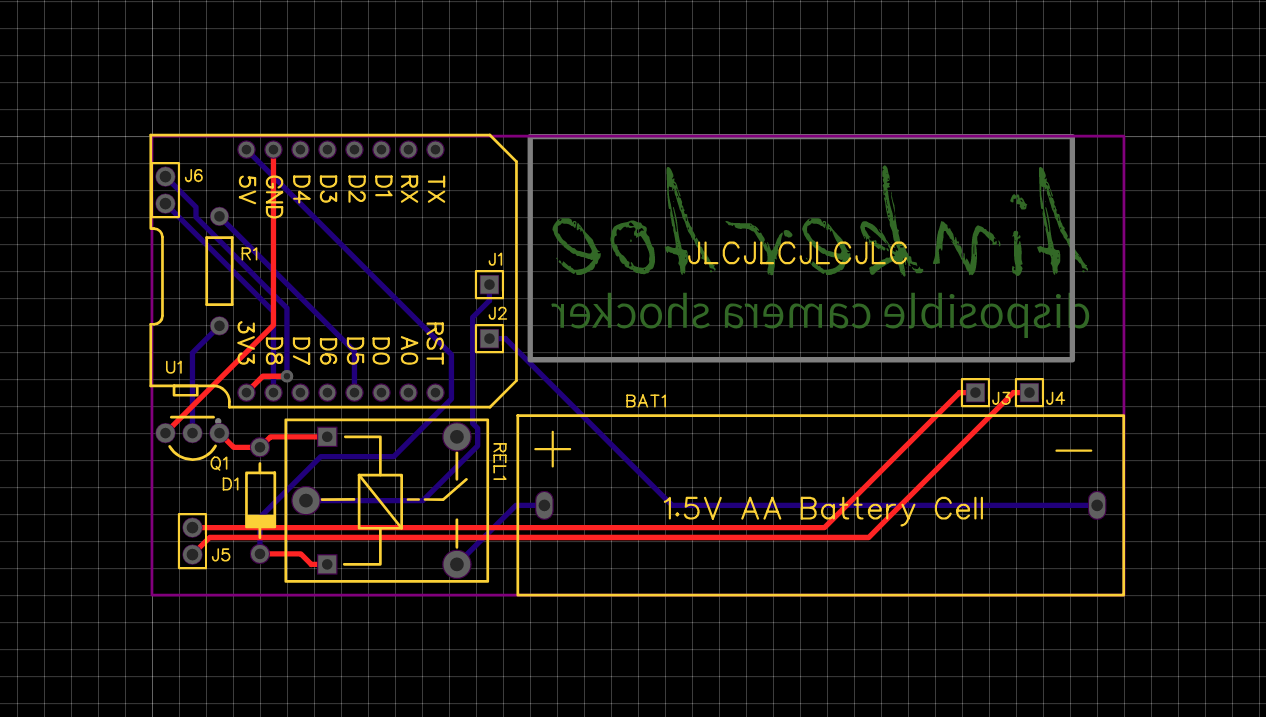 J6
5V
GND
D4
D3
D2
D1
RX
TX
R1
JLCJLCJLCJLC
J1
disposible camera shocker
J2
3V3
D8
D7
D6
D5
D0
A0
RST
U1
J3
J4
BAT1
+
—
Q1
REL1
D1
1.5V AA Battery Cell
J5